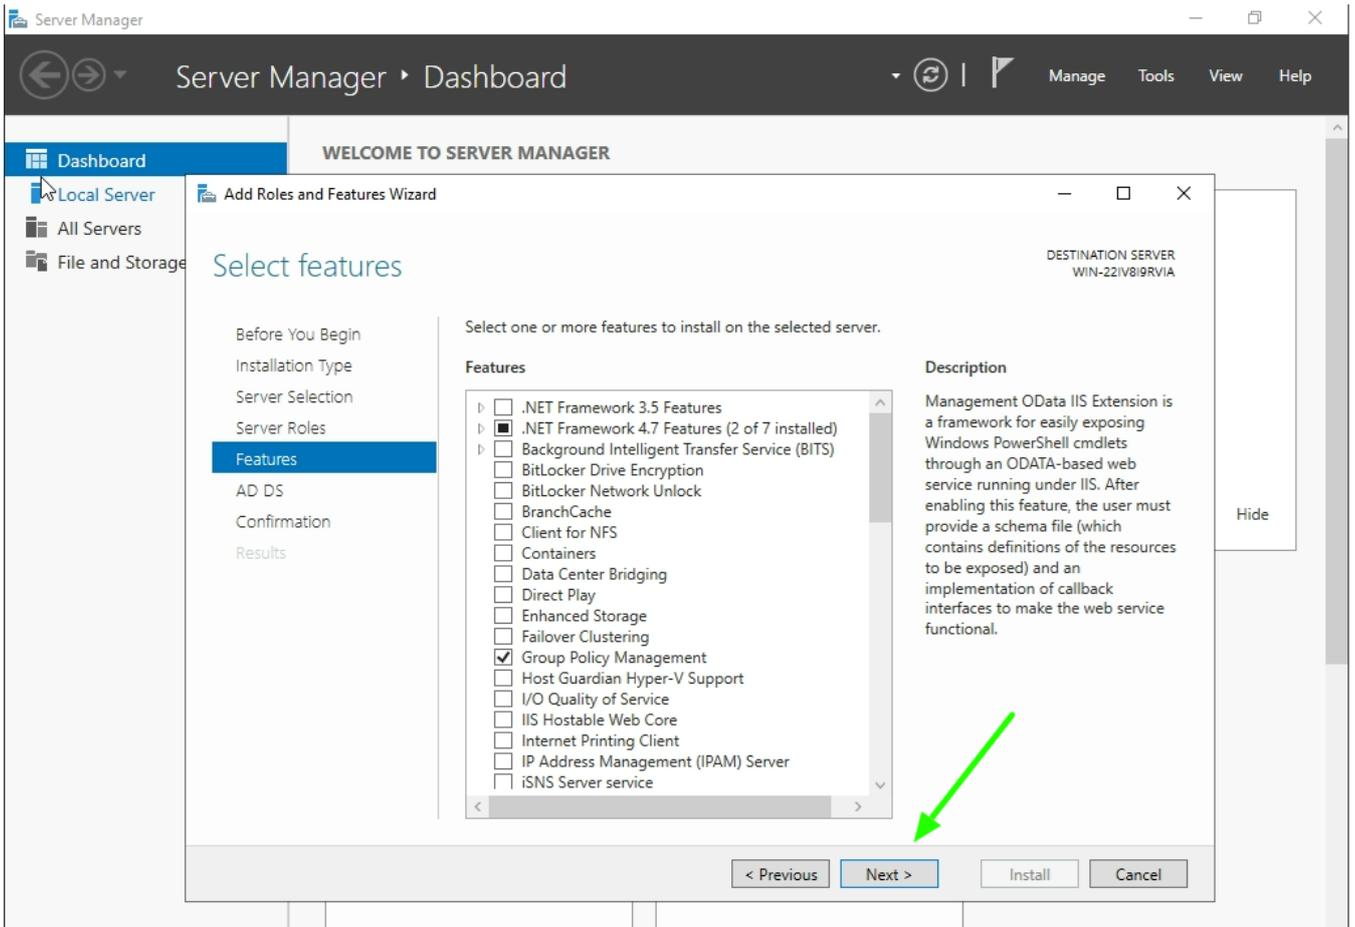 Server Manager
Server Manager ‣ Dashboard
Manage Tools View Help
Dashboard
Local Server
All Servers
File and Storage
WELCOME TO SERVER MANAGER
Hide
Add Roles and Features Wizard
Select features
DESTINATION SERVER
WIN-22IV8I9RVIA
Before You Begin
Installation Type
Server Selection
Server Roles
Features
AD DS
Confirmation
Results
Select one or more features to install on the selected server.
Features
.NET Framework 3.5 Features
.NET Framework 4.7 Features (2 of 7 installed)
Background Intelligent Transfer Service (BITS)
BitLocker Drive Encryption
BitLocker Network Unlock
BranchCache
Client for NFS
Containers
Data Center Bridging
Direct Play
Enhanced Storage
Failover Clustering
Group Policy Management
Host Guardian Hyper-V Support
I/O Quality of Service
IIS Hostable Web Core
Internet Printing Client
IP Address Management (IPAM) Server
iSNS Server service
Description
Management OData IIS Extension is
a framework for easily exposing
Windows PowerShell cmdlets
through an ODATA-based web
service running under IIS. After
enabling this feature, the user must
provide a schema file (which
contains definitions of the resources
to be exposed) and an
implementation of callback
interfaces to make the web service
functional.
< Previous
Next >
Install
Cancel